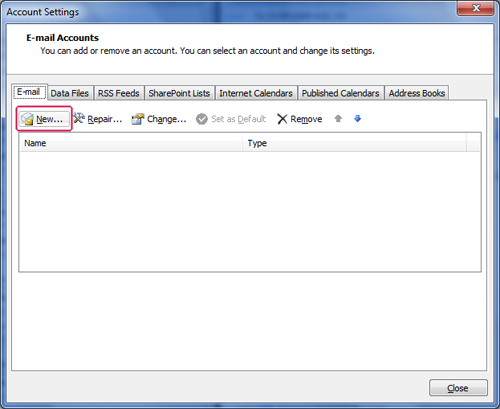 Account Settings
E-mail Accounts
You can add or remove an account. You can select an account and change its settings.
E-mail Data Files RSS Feeds SharePoint Lists Internet Calendars Published Calendars Address Books
New... Repair... Change... Set as Default Remove
Name Type
Close